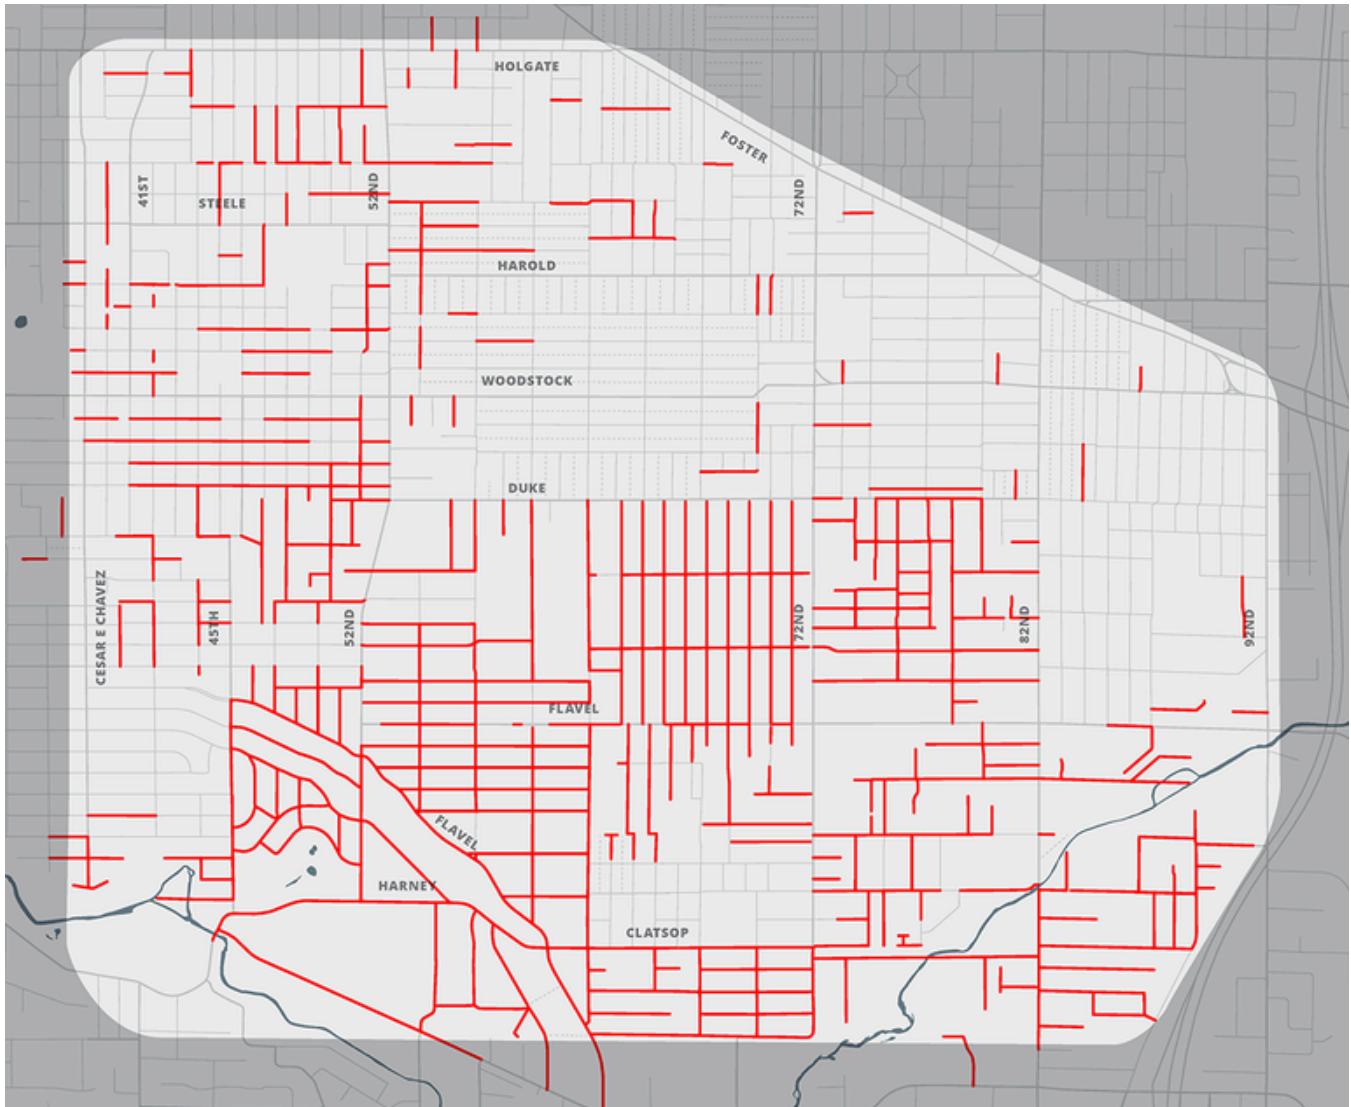 HOLGATE
FOSTER
41ST
52ND
72ND
STEELE
HAROLD
WOODSTOCK
DUKE
CESAR E CHAVEZ
45TH
52ND
72ND
82ND
92ND
FLAVEL
FLAVEL
HARNEY
CLATSOP